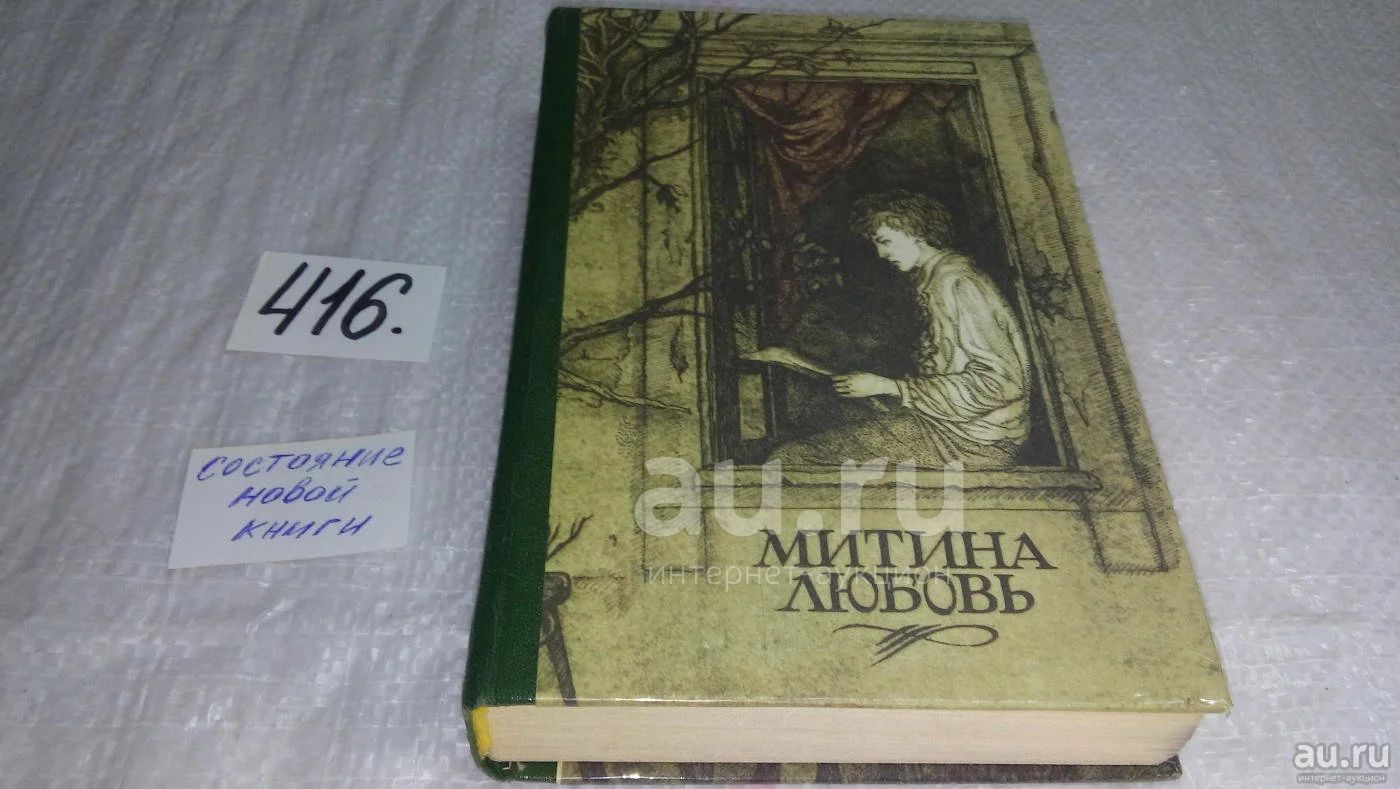 416.
состояние
новой
книги
au.ru
интернет-аукцион
МИТИНА
ЛЮБОВЬ
au.ru
интернет-аукцион